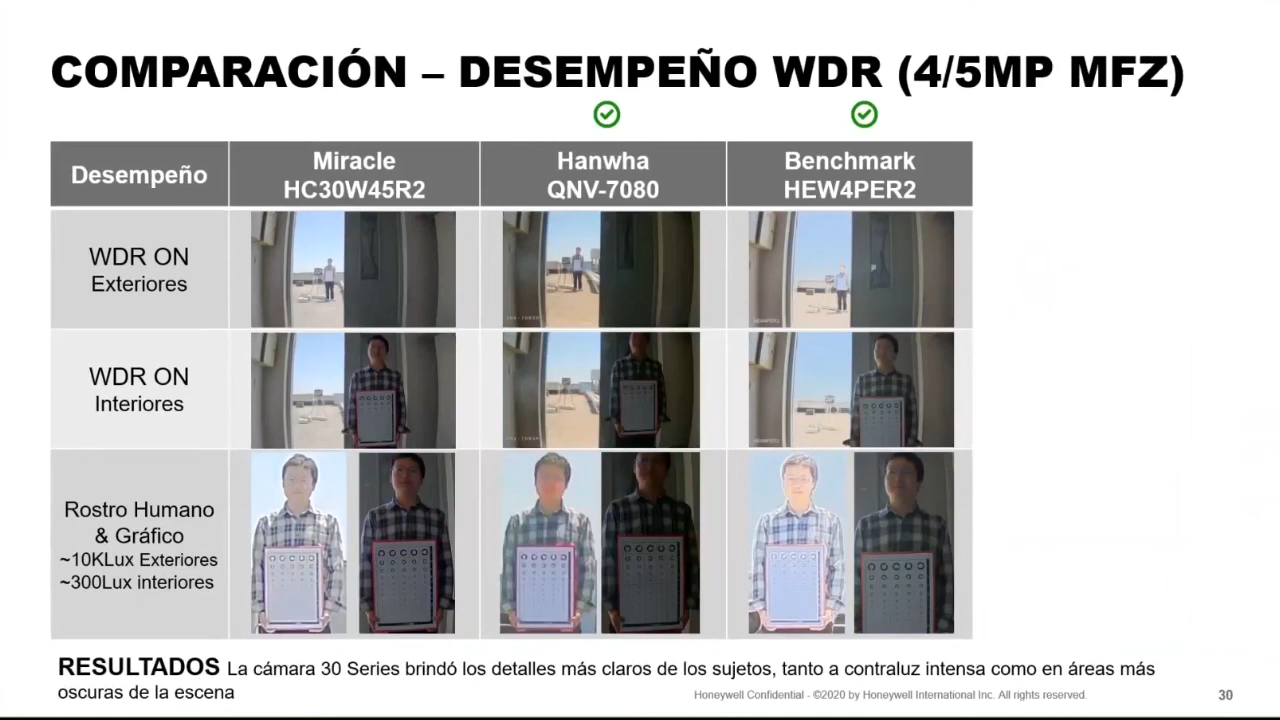 COMPARACIÓN – DESEMPEÑO WDR (4/5MP MFZ)
Desempeño
Miracle
HC30W45R2
Hanwha
QNV-7080
Benchmark
HEW4PER2
WDR ON
Exteriores
WDR ON
Interiores
Rostro Humano
& Gráfico
~10KLux Exteriores
~300Lux interiores
RESULTADOS La cámara 30 Series brindó los detalles más claros de los sujetos, tanto a contraluz intensa como en áreas más
oscuras de la escena
Honeywell Confidential - ©2020 by Honeywell International Inc. All rights reserved.
30